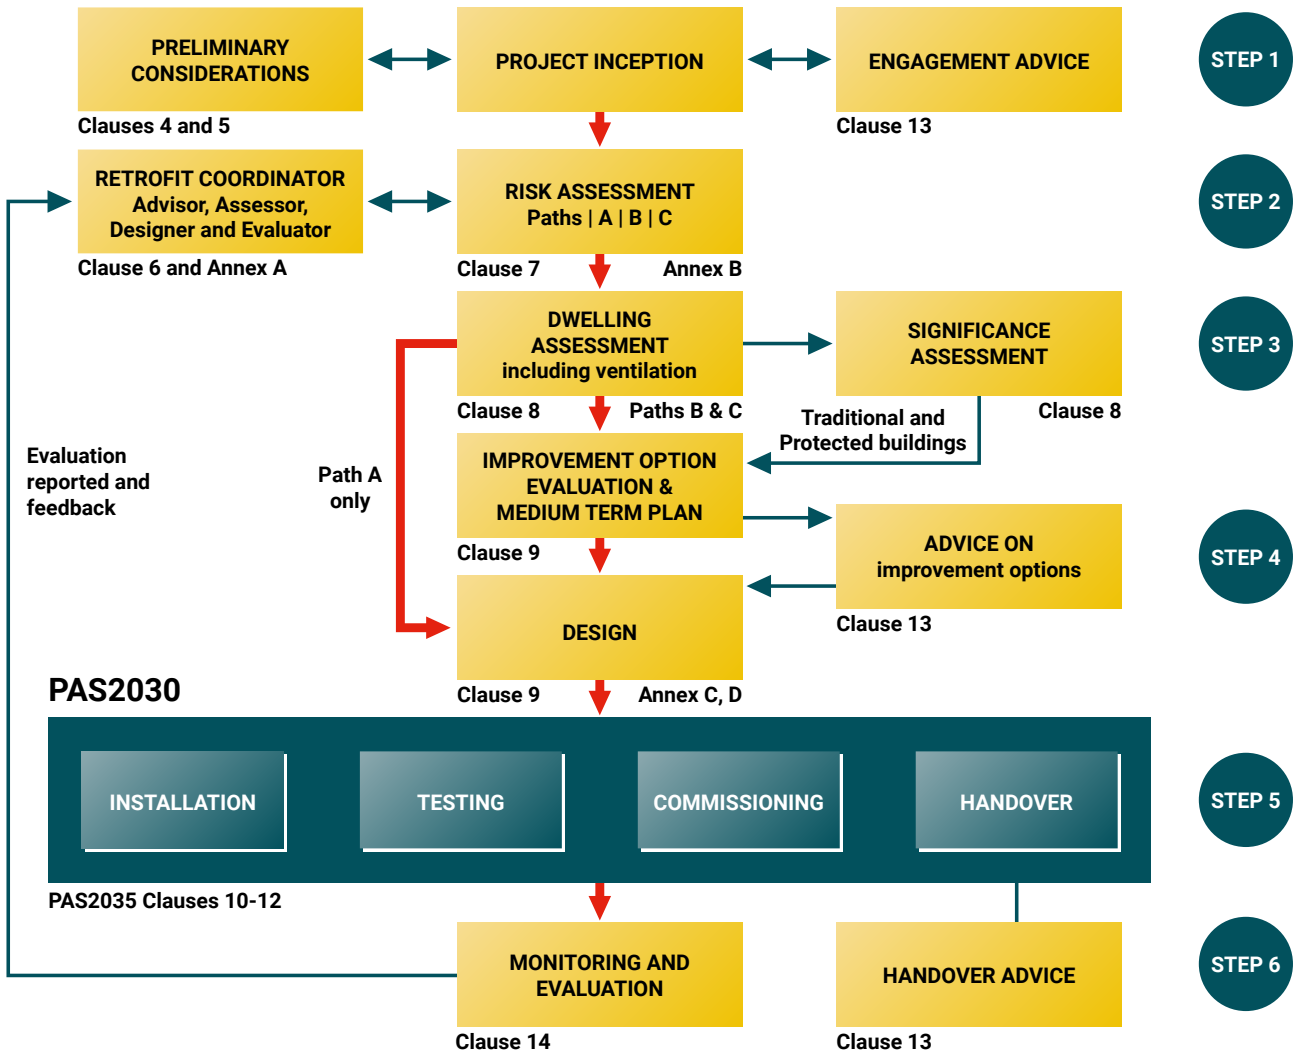 PRELIMINARY
CONSIDERATIONS
Clauses 4 and 5
PROJECT INCEPTION
ENGAGEMENT ADVICE
Clause 13
STEP 1
RETROFIT COORDINATOR
Advisor, Assessor,
Designer and Evaluator
Clause 6 and Annex A
RISK ASSESSMENT
Paths | A | B | C
Clause 7
Annex B
STEP 2
DWELLING
ASSESSMENT
including ventilation
Clause 8
Paths B & C
SIGNIFICANCE
ASSESSMENT
Clause 8
Traditional and
Protected buildings
STEP 3
Evaluation
reported and
feedback
Path A
only
IMPROVEMENT OPTION
EVALUATION &
MEDIUM TERM PLAN
Clause 9
ADVICE ON
improvement options
Clause 13
STEP 4
DESIGN
Clause 9
Annex C, D
PAS2030
INSTALLATION
TESTING
COMMISSIONING
HANDOVER
STEP 5
PAS2035 Clauses 10-12
MONITORING AND
EVALUATION
Clause 14
HANDOVER ADVICE
Clause 13
STEP 6